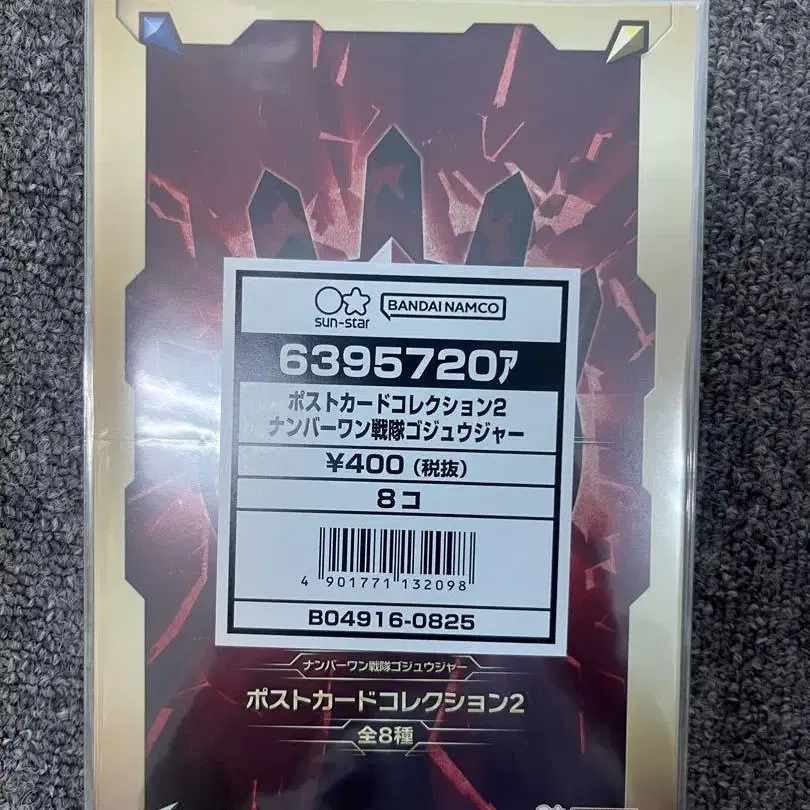 sun-star
BANDAI NAMCO
6395720ア
ポストカードコレクション2
ナンバーワン戦隊ゴジュウジャー
¥400（税抜）
8コ
4 901771 132098
B04916-0825
ナンバーワン戦隊ゴジュウジャー
ポストカードコレクション2
全8種